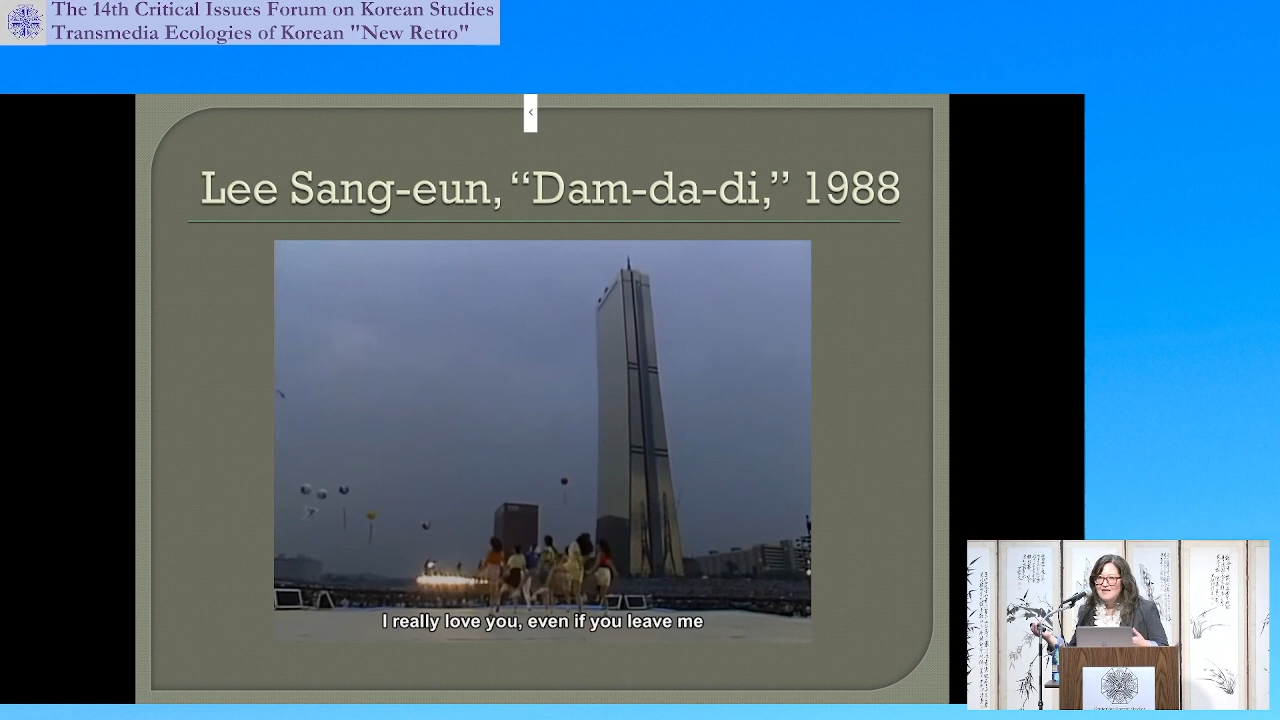 The 14th Critical Issues Forum on Korean Studies
Transmedia Ecologies of Korean "New Retro"
Lee Sang-eun, “Dam-da-di,” 1988
I really love you, even if you leave me